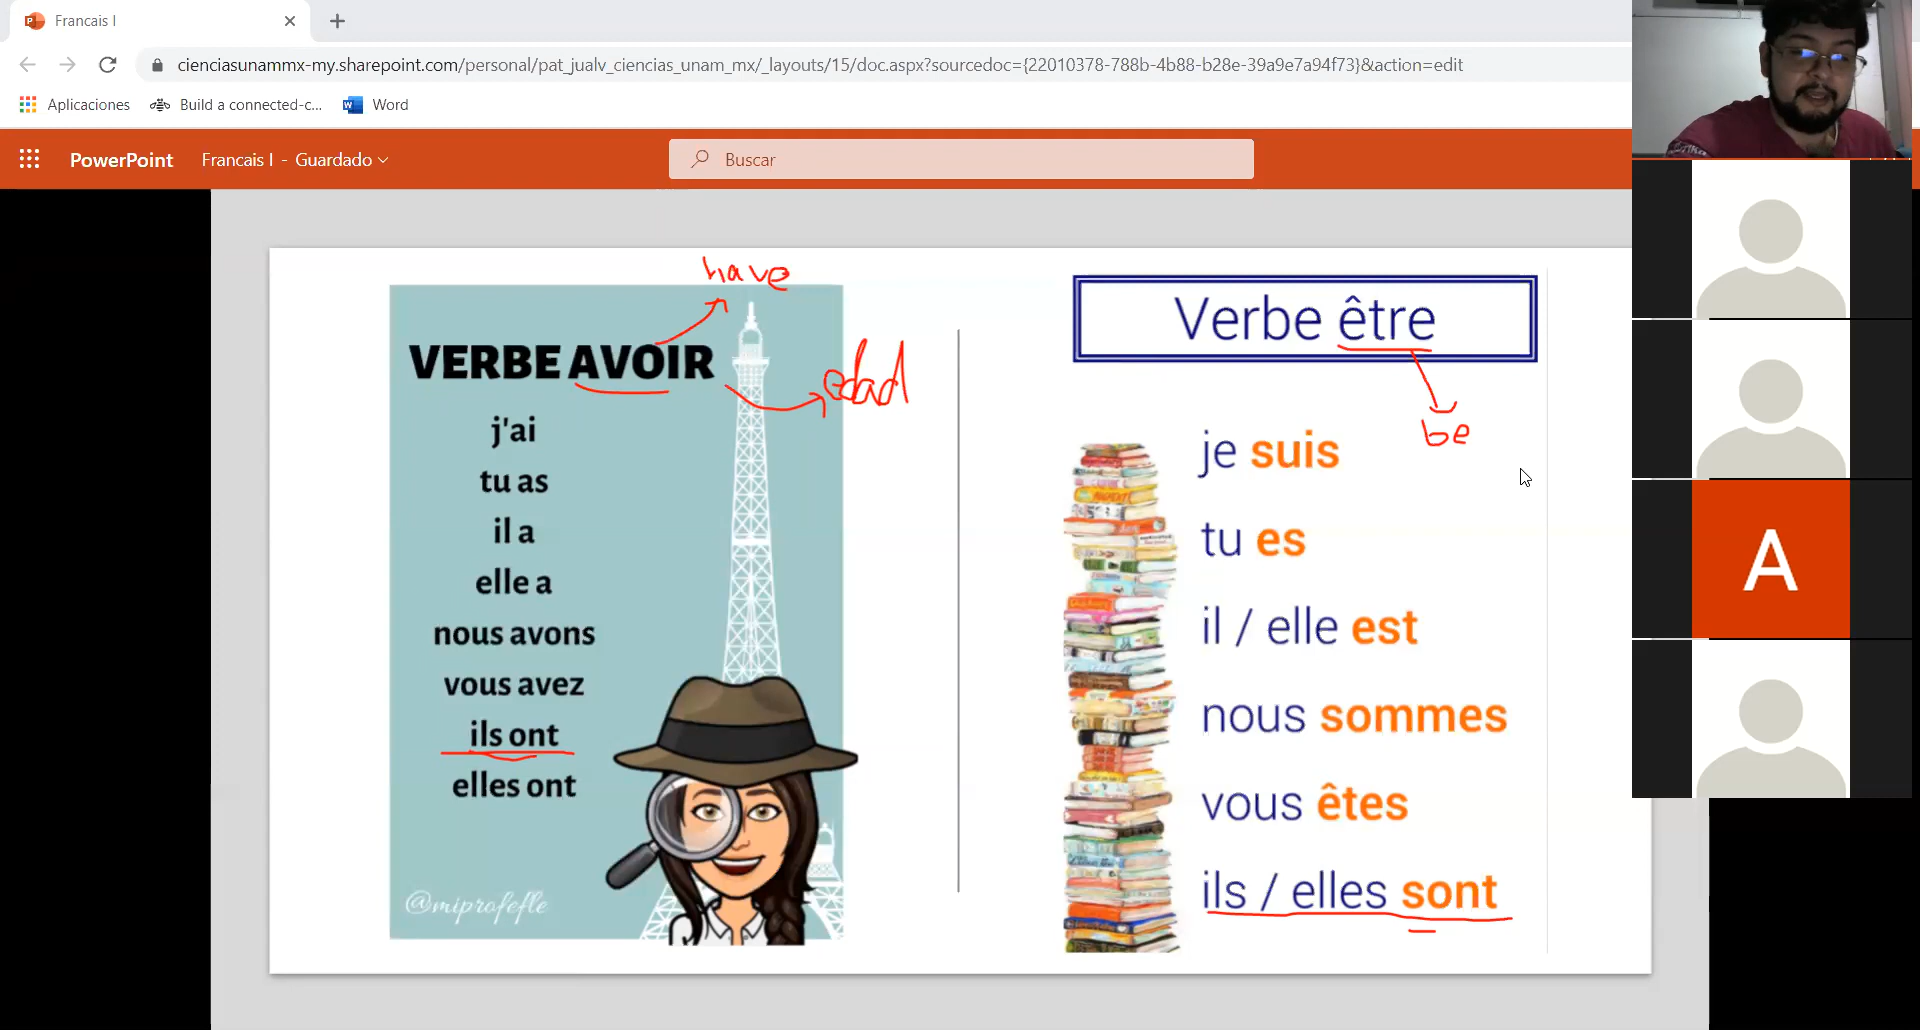 Francais I
cienciasunammx-my.sharepoint.com/personal/pat_jualv_ciencias_unam_mx/_layouts/15/doc.aspx?sourcedoc={22010378-788b-4b88-b28e-39a9e7a94f73}&action=edit
Aplicaciones Build a connected-c... Word
PowerPoint Francais I - Guardado Buscar
have
VERBE AVOIR
edad
j'ai
tu as
il a
elle a
nous avons
vous avez
ils ont
elles ont
@miprofefle
Verbe être
be
je suis
tu es
il / elle est
nous sommes
vous êtes
ils / elles sont
A